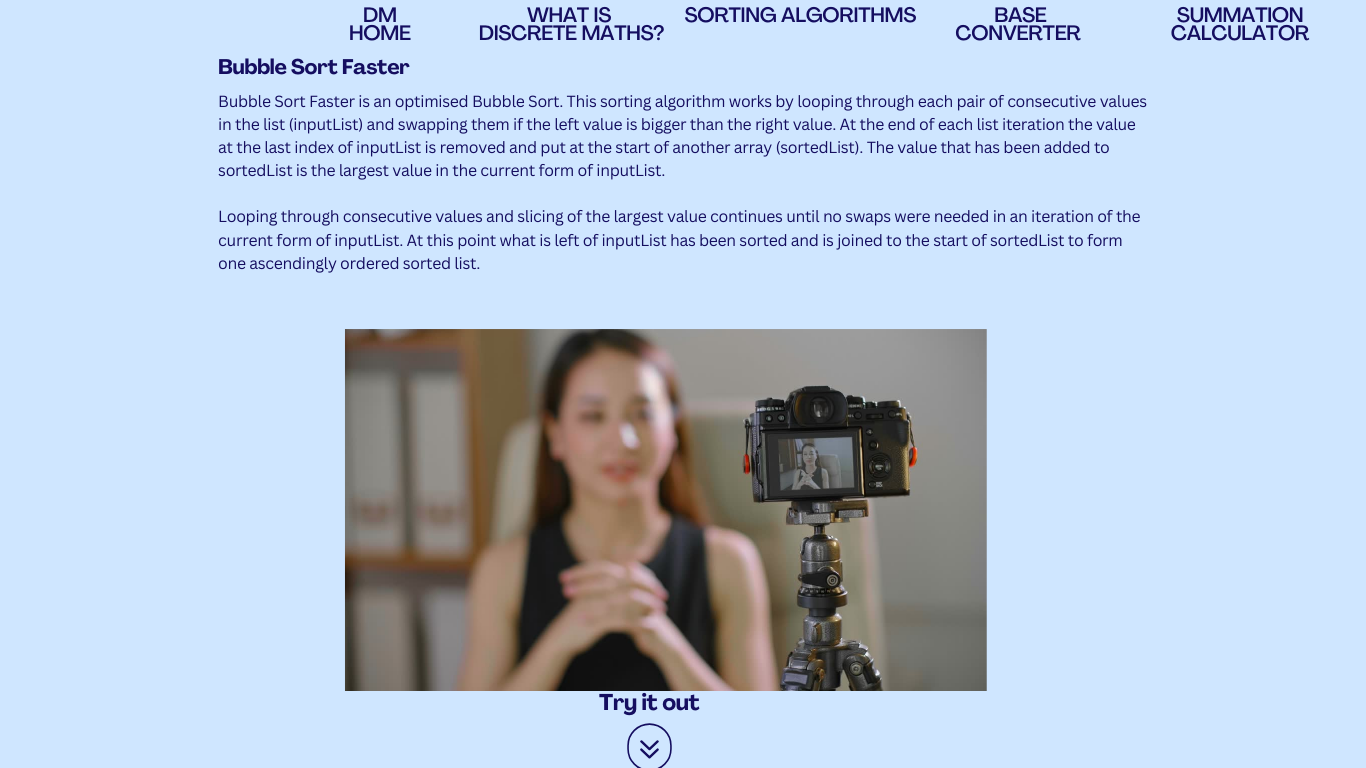 DM
HOME
WHAT IS
DISCRETE MATHS?
SORTING ALGORITHMS
BASE
CONVERTER
SUMMATION
CALCULATOR
Bubble Sort Faster
Bubble Sort Faster is an optimised Bubble Sort. This sorting algorithm works by looping through each pair of consecutive values
in the list (inputList) and swapping them if the left value is bigger than the right value. At the end of each list iteration the value
at the last index of inputList is removed and put at the start of another array (sortedList). The value that has been added to
sortedList is the largest value in the current form of inputList.
Looping through consecutive values and slicing of the largest value continues until no swaps were needed in an iteration of the
current form of inputList. At this point what is left of inputList has been sorted and is joined to the start of sortedList to form
one ascendingly ordered sorted list.
Try it out